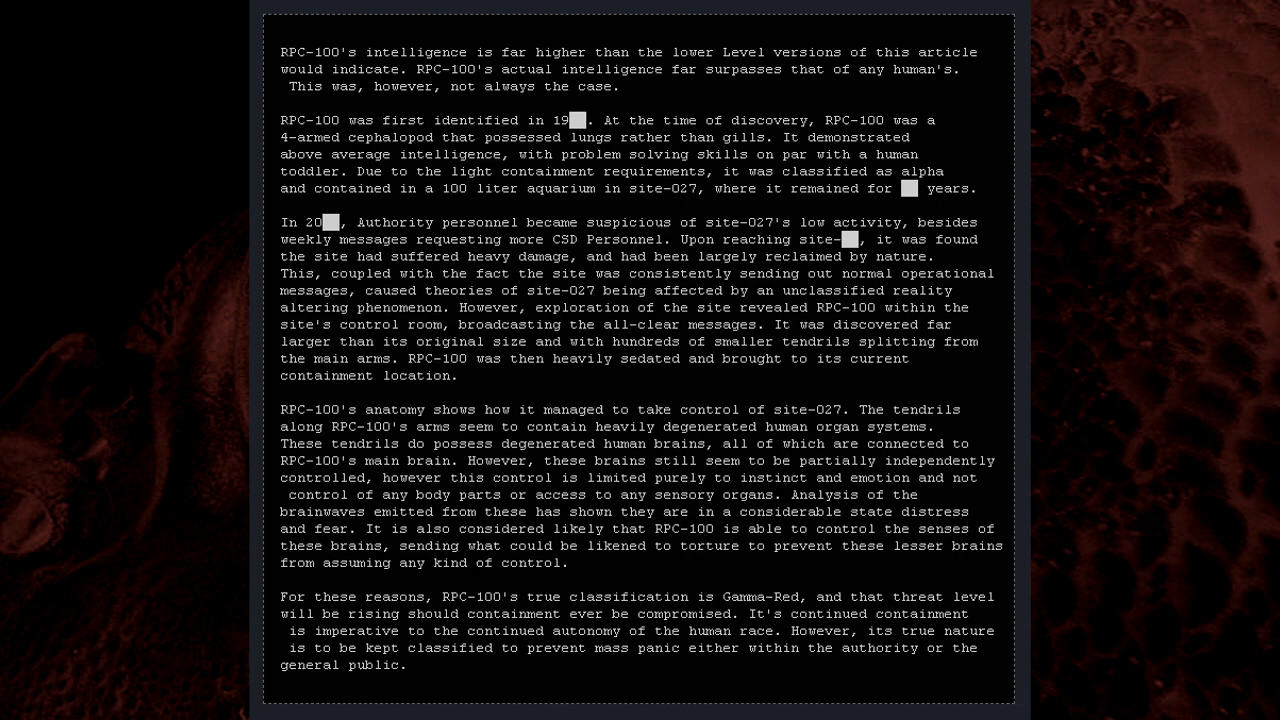 RPC-100's intelligence is far higher than the lower Level versions of this article
would indicate. RPC-100's actual intelligence far surpasses that of any human's.
This was, however, not always the case.
RPC-100 was first identified in 19██. At the time of discovery, RPC-100 was a
4-armed cephalopod that possessed lungs rather than gills. It demonstrated
above average intelligence, with problem solving skills on par with a human
toddler. Due to the light containment requirements, it was classified as alpha
and contained in a 100 liter aquarium in site-027, where it remained for ██ years.
In 20██, Authority personnel became suspicious of site-027's low activity, besides
weekly messages requesting more CSD Personnel. Upon reaching site-██, it was found
the site had suffered heavy damage, and had been largely reclaimed by nature.
This, coupled with the fact the site was consistently sending out normal operational
messages, caused theories of site-027 being affected by an unclassified reality
altering phenomenon. However, exploration of the site revealed RPC-100 within the
site's control room, broadcasting the all-clear messages. It was discovered far
larger than its original size and with hundreds of smaller tendrils splitting from
the main arms. RPC-100 was then heavily sedated and brought to its current
containment location.
RPC-100's anatomy shows how it managed to take control of site-027. The tendrils
along RPC-100's arms seem to contain heavily degenerated human organ systems.
These tendrils do possess degenerated human brains, all of which are connected to
RPC-100's main brain. However, these brains still seem to be partially independently
controlled, however this control is limited purely to instinct and emotion and not
control of any body parts or access to any sensory organs. Analysis of the
brainwaves emitted from these has shown they are in a considerable state distress
and fear. It is also considered likely that RPC-100 is able to control the senses of
these brains, sending what could be likened to torture to prevent these lesser brains
from assuming any kind of control.
For these reasons, RPC-100's true classification is Gamma-Red, and that threat level
will be rising should containment ever be compromised. It's continued containment
is imperative to the continued autonomy of the human race. However, its true nature
is to be kept classified to prevent mass panic either within the authority or the
general public.